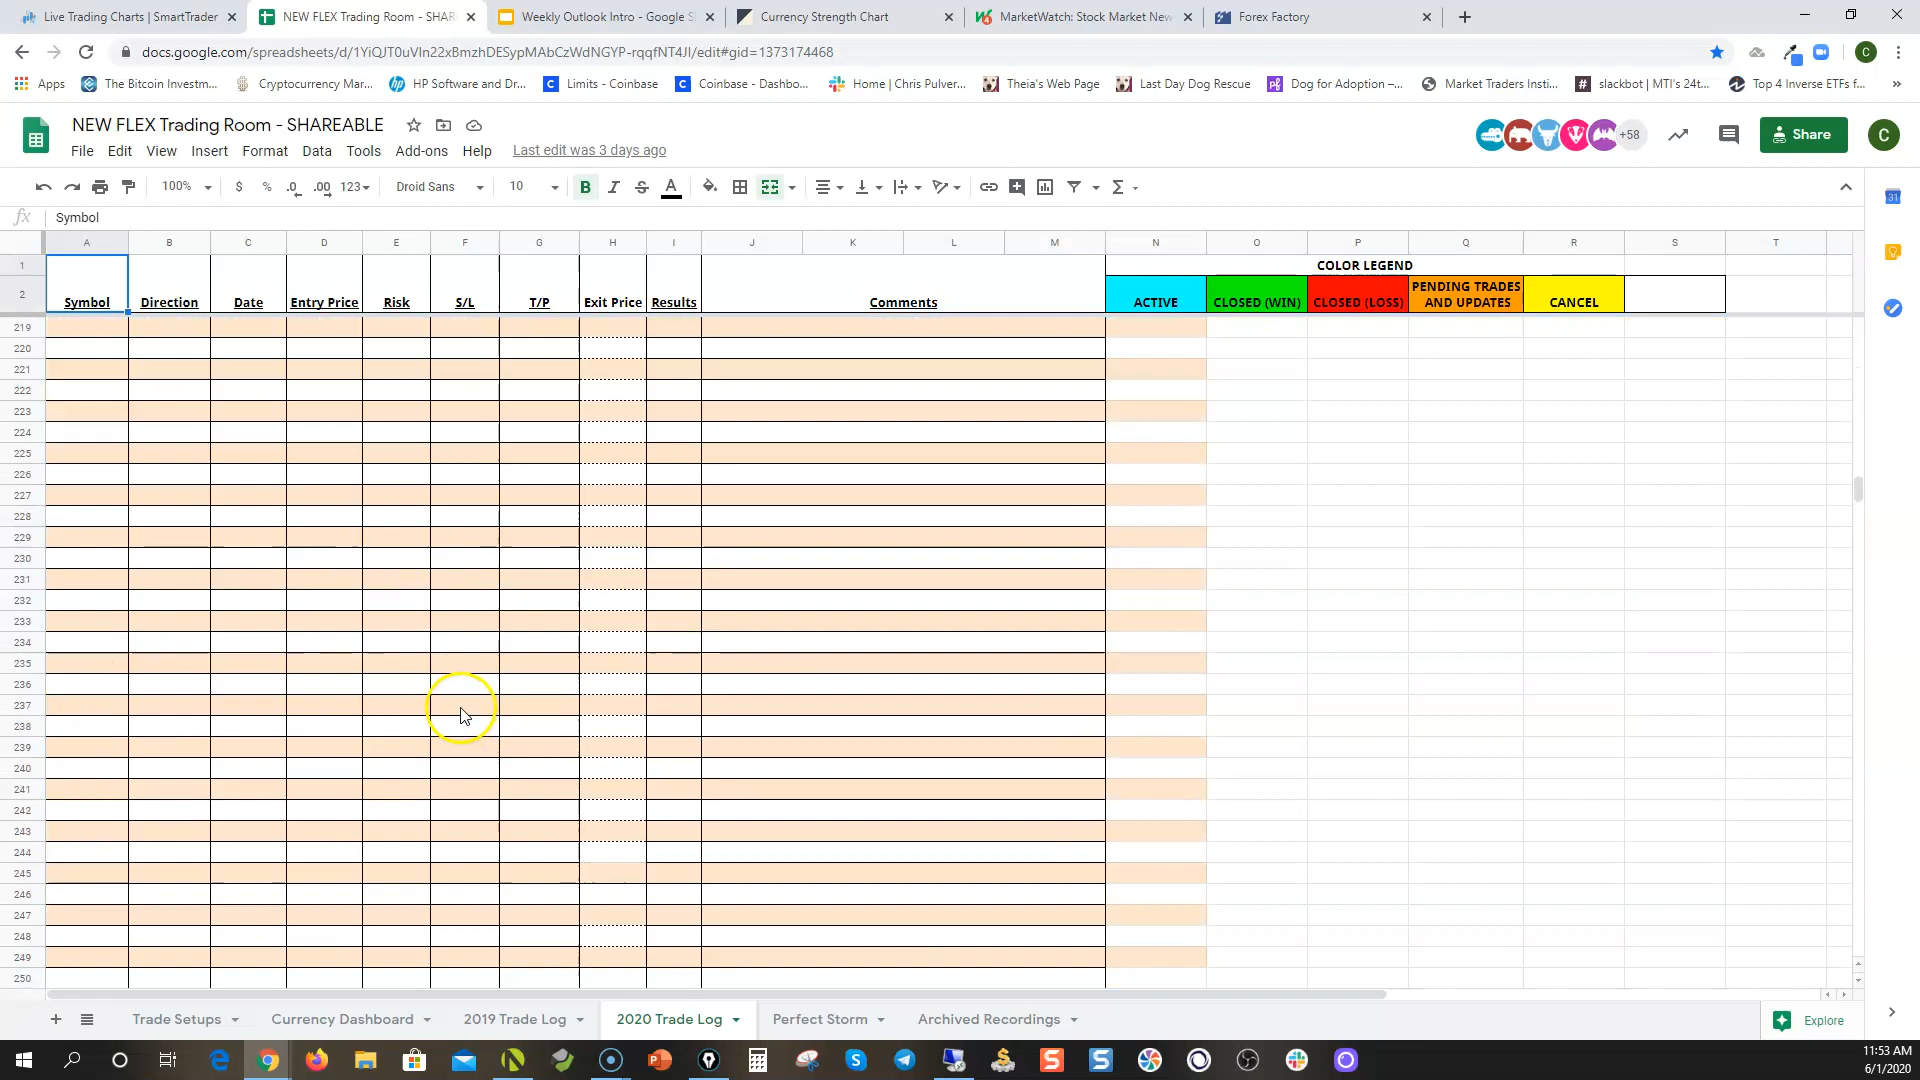 Live Trading Charts | SmartTrader
NEW FLEX Trading Room - SHAR
Weekly Outlook Intro - Google S
Currency Strength Chart
MarketWatch: Stock Market New
Forex Factory
docs.google.com/spreadsheets/d/1YiQJT0uVIn22xBmzhDESypMAbCzWdNGYP-rqqfNT4JI/edit#gid=1373174468
Apps
The Bitcoin Investm...
Cryptocurrency Mar...
HP Software and Dr...
Limits - Coinbase
Coinbase - Dashbo...
Home | Chris Pulver...
Theia's Web Page
Last Day Dog Rescue
Dog for Adoption –...
Market Traders Insti...
slackbot | MTI's 24t...
Top 4 Inverse ETFs f...
NEW FLEX Trading Room - SHAREABLE
+58
Share
C
File Edit View Insert Format Data Tools Add-ons Help Last edit was 3 days ago
100% $ % .0 .00 123 Droid Sans 10 B I S A
fx Symbol
A B C D E F G H I J K L M N O P Q R S T
1 COLOR LEGEND
2 Symbol Direction Date Entry Price Risk S/L T/P Exit Price Results Comments ACTIVE CLOSED (WIN) CLOSED (LOSS) PENDING TRADES AND UPDATES CANCEL
219
220
221
222
223
224
225
226
227
228
229
230
231
232
233
234
235
236
237
238
239
240
241
242
243
244
245
246
247
248
249
250
Trade Setups Currency Dashboard 2019 Trade Log 2020 Trade Log Perfect Storm Archived Recordings Explore
11:53 AM
6/1/2020